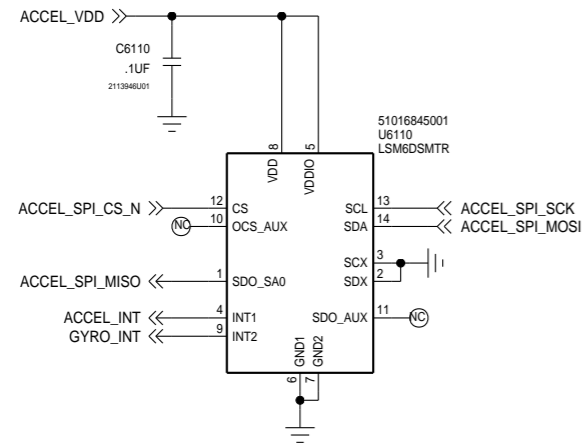 ACCEL_VDD
C6110
.1UF
2113946U01
51016845001
U6110
LSM6DSMTR
8
5
VDD
VDDIO
ACCEL_SPI_CS_N
12
CS
SCL
13
ACCEL_SPI_SCK
NC
10
OCS_AUX
SDA
14
ACCEL_SPI_MOSI
SCX
3
ACCEL_SPI_MISO
1
SDO_SA0
SDX
2
ACCEL_INT
4
INT1
SDO_AUX
11
NC
GYRO_INT
9
INT2
GND1
GND2
6
7